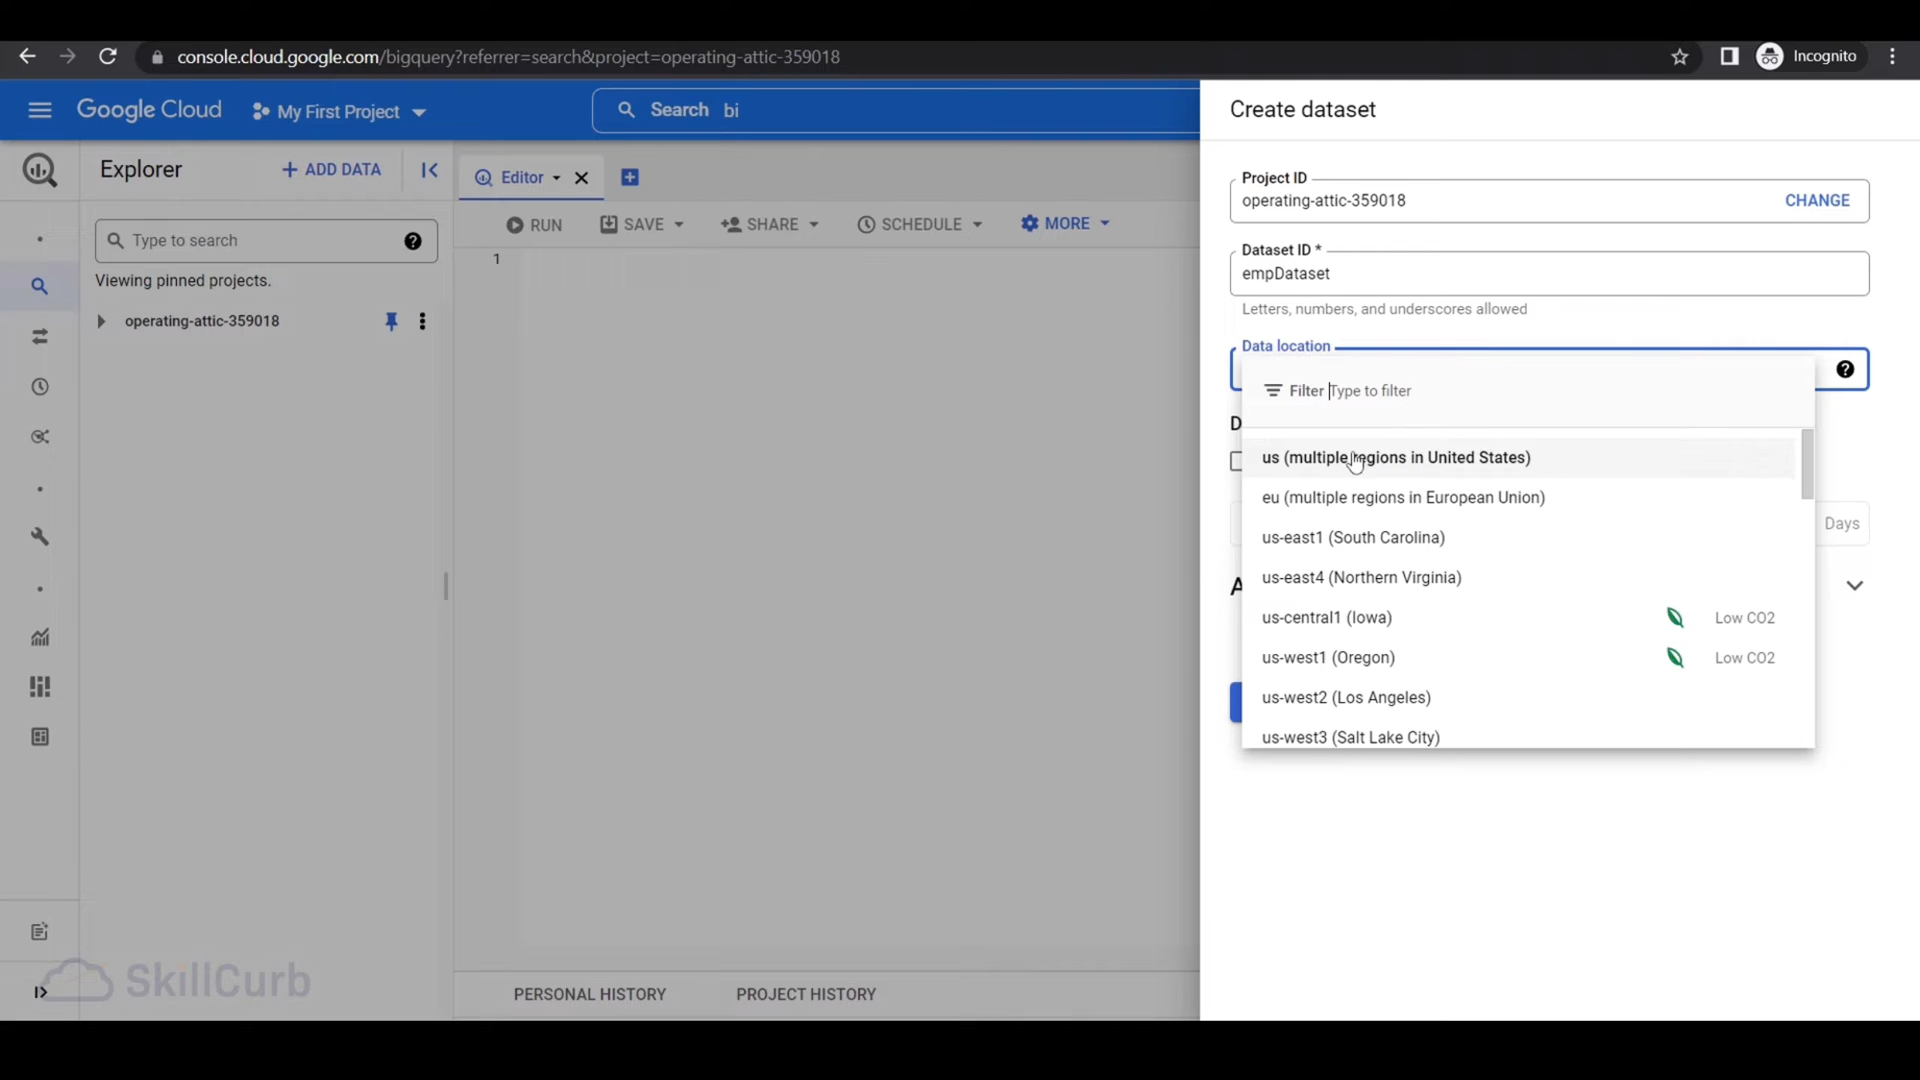 console.cloud.google.com/bigquery?referrer=search&project=operating-attic-359018
Incognito
Google Cloud
My First Project
Search bi
Create dataset
Explorer
+ ADD DATA
Editor
Project ID
operating-attic-359018
CHANGE
RUN
SAVE
SHARE
SCHEDULE
MORE
Type to search
Dataset ID *
empDataset
Letters, numbers, and underscores allowed
1
Viewing pinned projects.
operating-attic-359018
Data location
Filter Type to filter
D
us (multiple regions in United States)
eu (multiple regions in European Union)
Days
us-east1 (South Carolina)
us-east4 (Northern Virginia)
A
us-central1 (Iowa) Low CO2
us-west1 (Oregon) Low CO2
us-west2 (Los Angeles)
us-west3 (Salt Lake City)
SkillCurb
PERSONAL HISTORY
PROJECT HISTORY